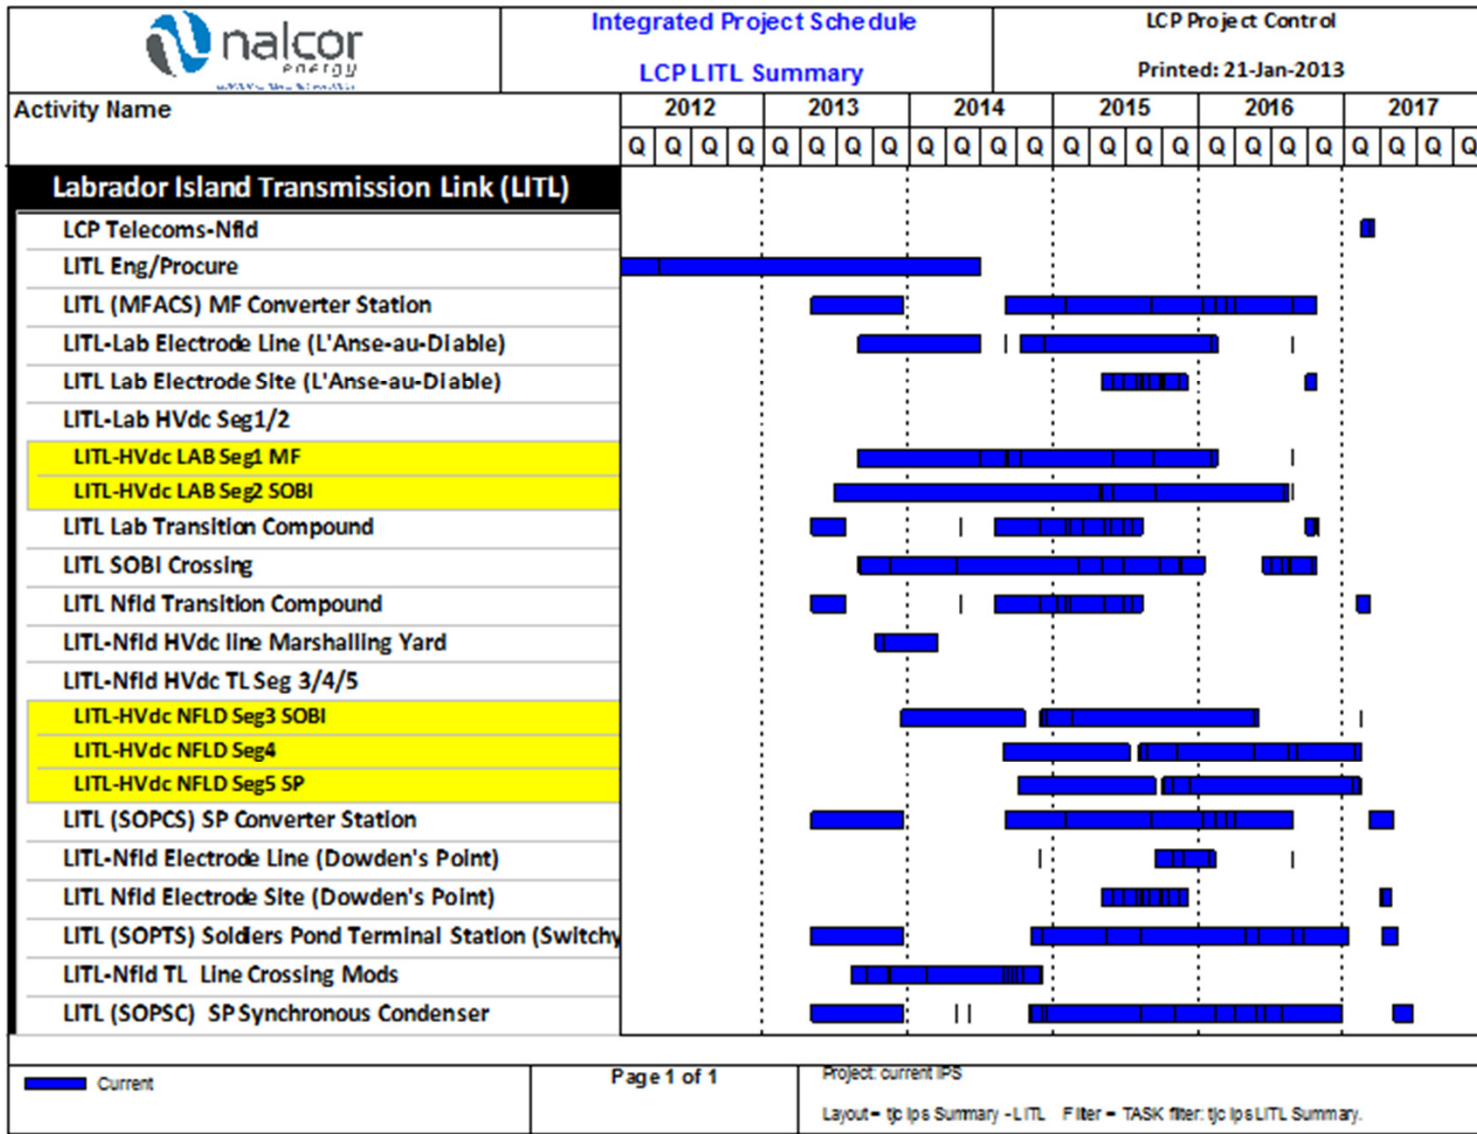 nalcor
energy
Integrated Project Schedule
LCP LITL Summary
LCP Project Control
Printed: 21-Jan-2013
Activity Name
2012 2013 2014 2015 2016 2017
Q Q Q Q Q Q Q Q Q Q Q Q Q Q Q Q Q Q Q Q Q Q Q Q
Labrador Island Transmission Link (LITL)
LCP Telecoms-Nfld
LITL Eng/Procure
LITL (MFACS) MF Converter Station
LITL-Lab Electrode Line (L'Anse-au-Diable)
LITL Lab Electrode Site (L'Anse-au-Diable)
LITL-Lab HVdc Seg1/2
LITL-HVdc LAB Seg1 MF
LITL-HVdc LAB Seg2 SOBI
LITL Lab Transition Compound
LITL SOBI Crossing
LITL Nfld Transition Compound
LITL-Nfld HVdc line Marshalling Yard
LITL-Nfld HVdc TL Seg 3/4/5
LITL-HVdc NFLD Seg3 SOBI
LITL-HVdc NFLD Seg4
LITL-HVdc NFLD Seg5 SP
LITL (SOPCS) SP Converter Station
LITL-Nfld Electrode Line (Dowden's Point)
LITL Nfld Electrode Site (Dowden's Point)
LITL (SOPTS) Soldiers Pond Terminal Station (Switchy
LITL-Nfld TL Line Crossing Mods
LITL (SOPSC) SP Synchronous Condenser
Current
Page 1 of 1
Project: current IPS
Layout = tjc Ips Summary - LITL Filter = TASK filter: tjc Ips LITL Summary.